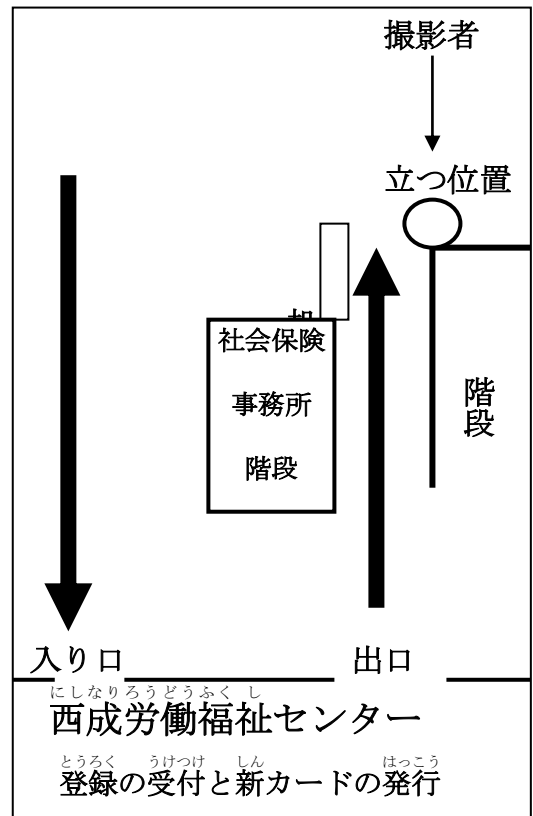 撮影者
立つ位置
社会保険
事務所
階段
階段
入り口
出口
にしなりろうどうふくし
西成労働福祉センター
とうろく うけつけ しん はっこう
登録の受付と新カードの発行